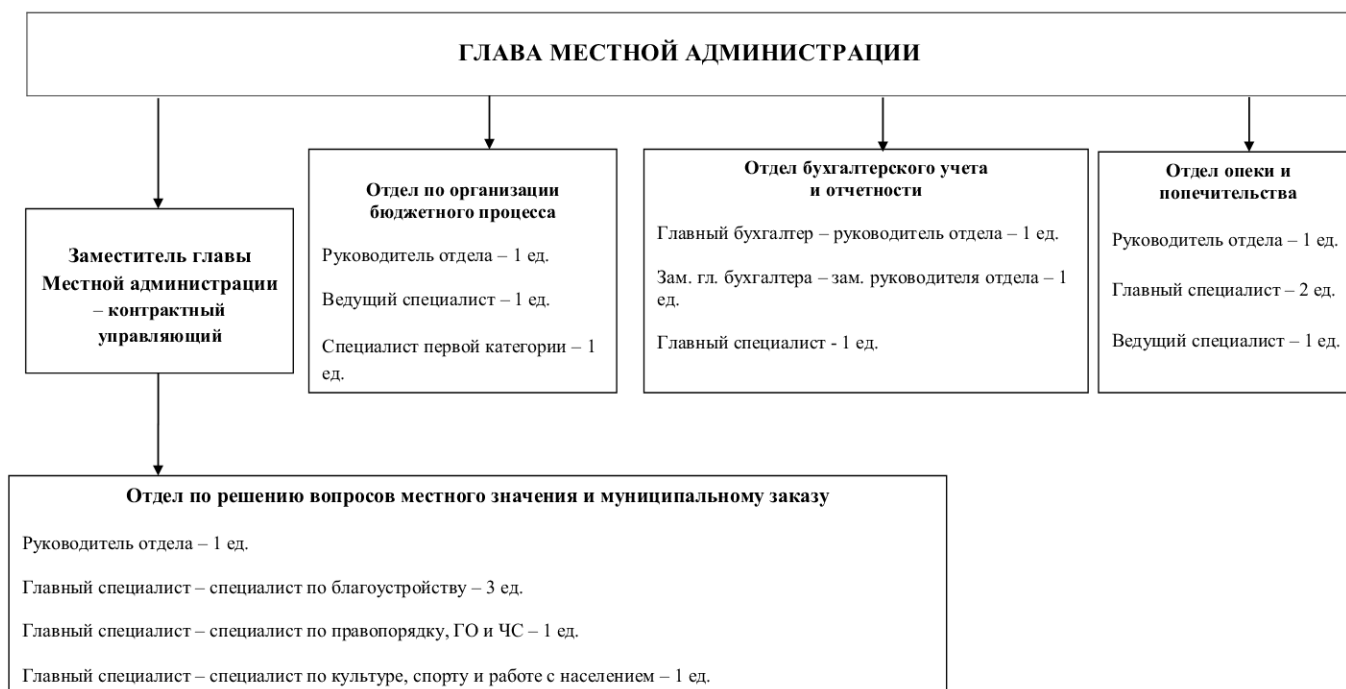 ГЛАВА МЕСТНОЙ АДМИНИСТРАЦИИ
Заместитель главы
Местной администрации
– контрактный
управляющий
Отдел по организации
бюджетного процесса
Руководитель отдела – 1 ед.
Ведущий специалист – 1 ед.
Специалист первой категории – 1
ед.
Отдел бухгалтерского учета
и отчетности
Главный бухгалтер – руководитель отдела – 1 ед.
Зам. гл. бухгалтера – зам. руководителя отдела – 1
ед.
Главный специалист - 1 ед.
Отдел опеки и
попечительства
Руководитель отдела – 1 ед.
Главный специалист – 2 ед.
Ведущий специалист – 1 ед.
Отдел по решению вопросов местного значения и муниципальному заказу
Руководитель отдела – 1 ед.
Главный специалист – специалист по благоустройству – 3 ед.
Главный специалист – специалист по правопорядку, ГО и ЧС – 1 ед.
Главный специалист – специалист по культуре, спорту и работе с населением – 1 ед.